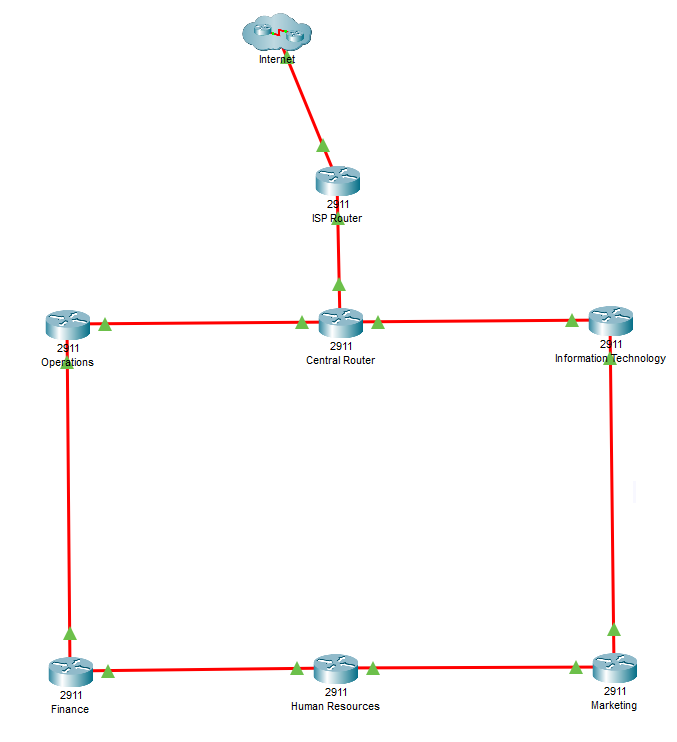 Internet
2911
ISP Router
2911
Operations
2911
Central Router
2911
Information Technology
2911
Finance
2911
Human Resources
2911
Marketing